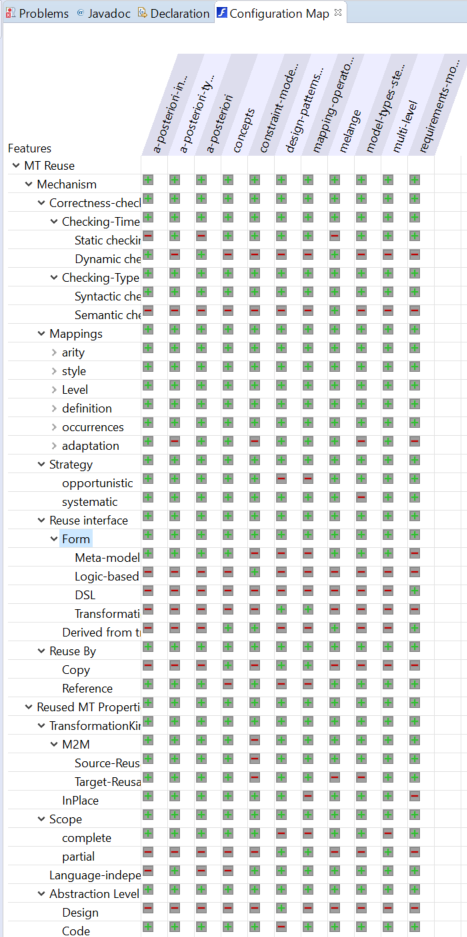 Problems Javadoc Declaration Configuration Map
a-posteriori-in...
a-posteriori-ty...
a-posteriori
concepts
constraint-mode...
design-patterns...
mapping-operato...
melange
model-types-ste...
multi-level
requirements-mo...
Features
MT Reuse
Mechanism
Correctness-checl
Checking-Time
Static checkir
Dynamic che
Checking-Type
Syntactic che
Semantic che
Mappings
arity
style
Level
definition
occurrences
adaptation
Strategy
opportunistic
systematic
Reuse interface
Form
Meta-model
Logic-based
DSL
Transformati
Derived from tı
Reuse By
Copy
Reference
Reused MT Properti
TransformationKiı
M2M
Source-Reus
Target-Reusa
InPlace
Scope
complete
partial
Language-indepe
Abstraction Level
Design
Code